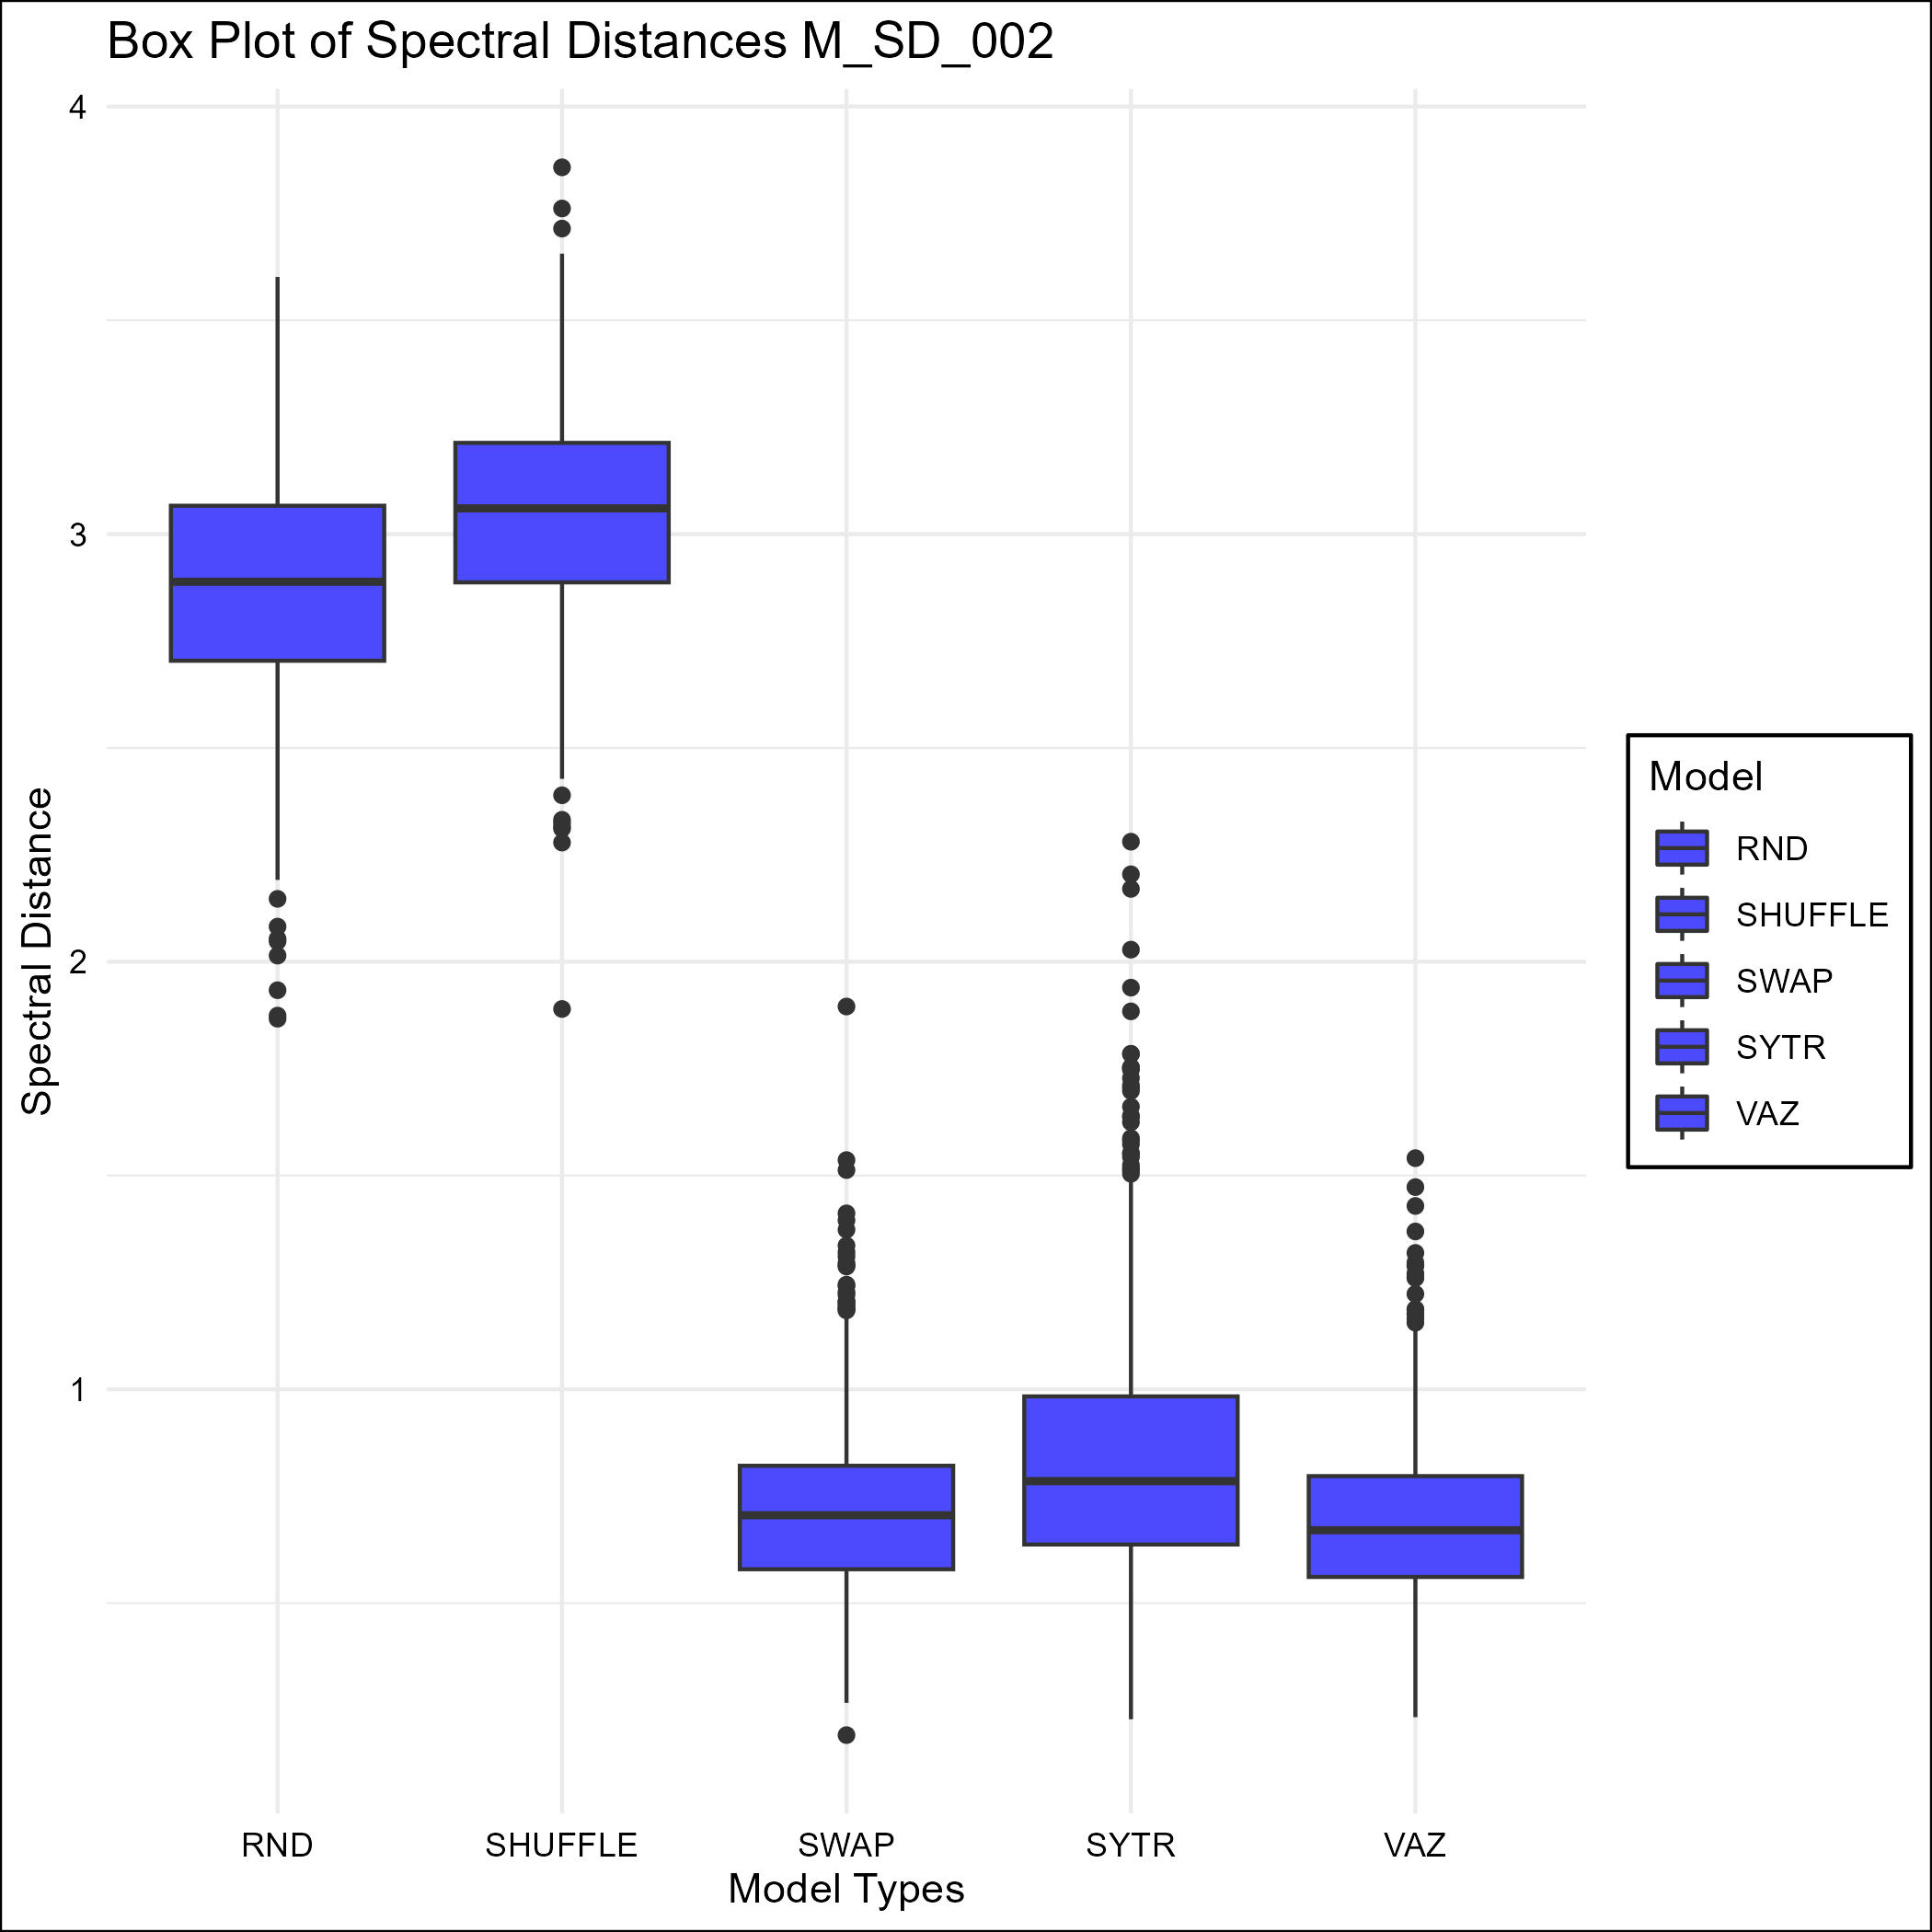 Box Plot of Spectral Distances M_SD_002
4
3
2
1
Spectral Distance
RND
SHUFFLE
SWAP
SYTR
VAZ
Model Types
Model
RND
SHUFFLE
SWAP
SYTR
VAZ